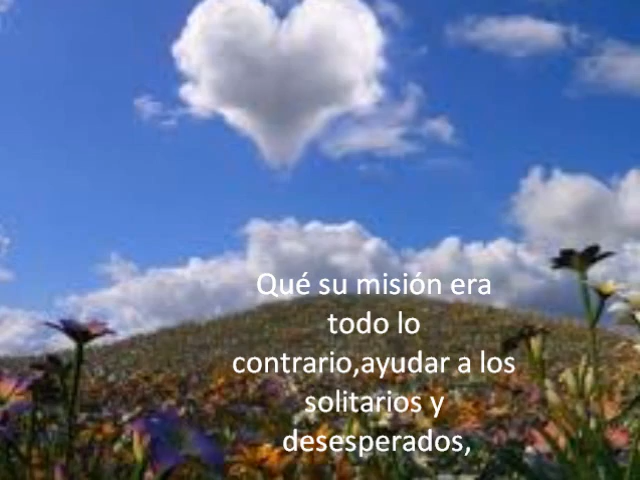 Qué su misión era
todo lo
contrario,ayudar a los
solitarios y
desesperados,